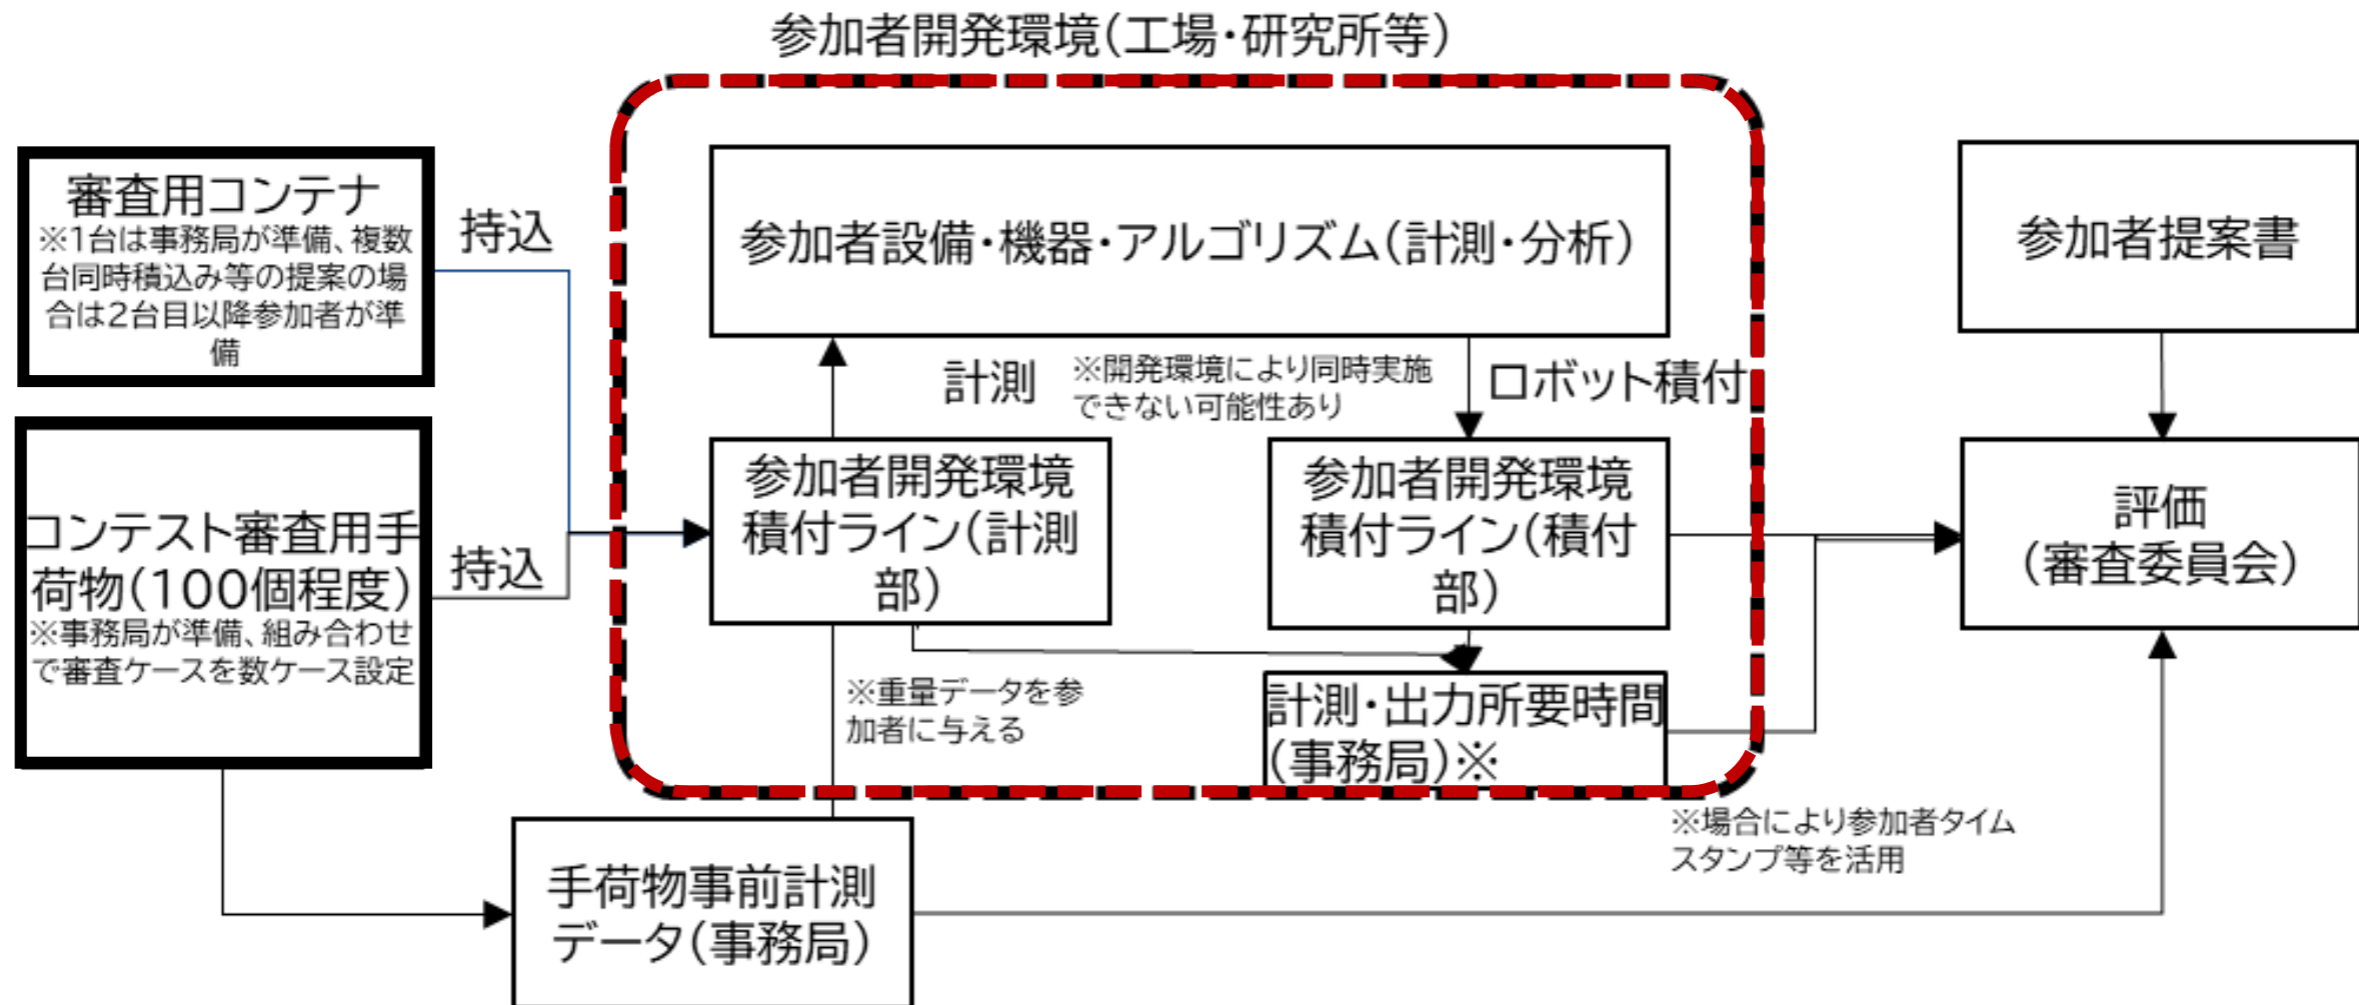 参加者開発環境(工場・研究所等)
審査用コンテナ
※1台は事務局が準備、複数
台同時積込み等の提案の場
合は2台目以降参加者が準
備
持込
参加者設備・機器・アルゴリズム(計測・分析)
参加者提案書
計測
※開発環境により同時実施
できない可能性あり
ロボット積付
コンテスト審査用手
荷物(100個程度)
※事務局が準備、組み合わせ
で審査ケースを数ケース設定
持込
参加者開発環境
積付ライン(計測
部)
参加者開発環境
積付ライン(積付
部)
評価
(審査委員会)
※重量データを参
加者に与える
計測・出力所要時間
(事務局)※
※場合により参加者タイム
スタンプ等を活用
手荷物事前計測
データ(事務局)